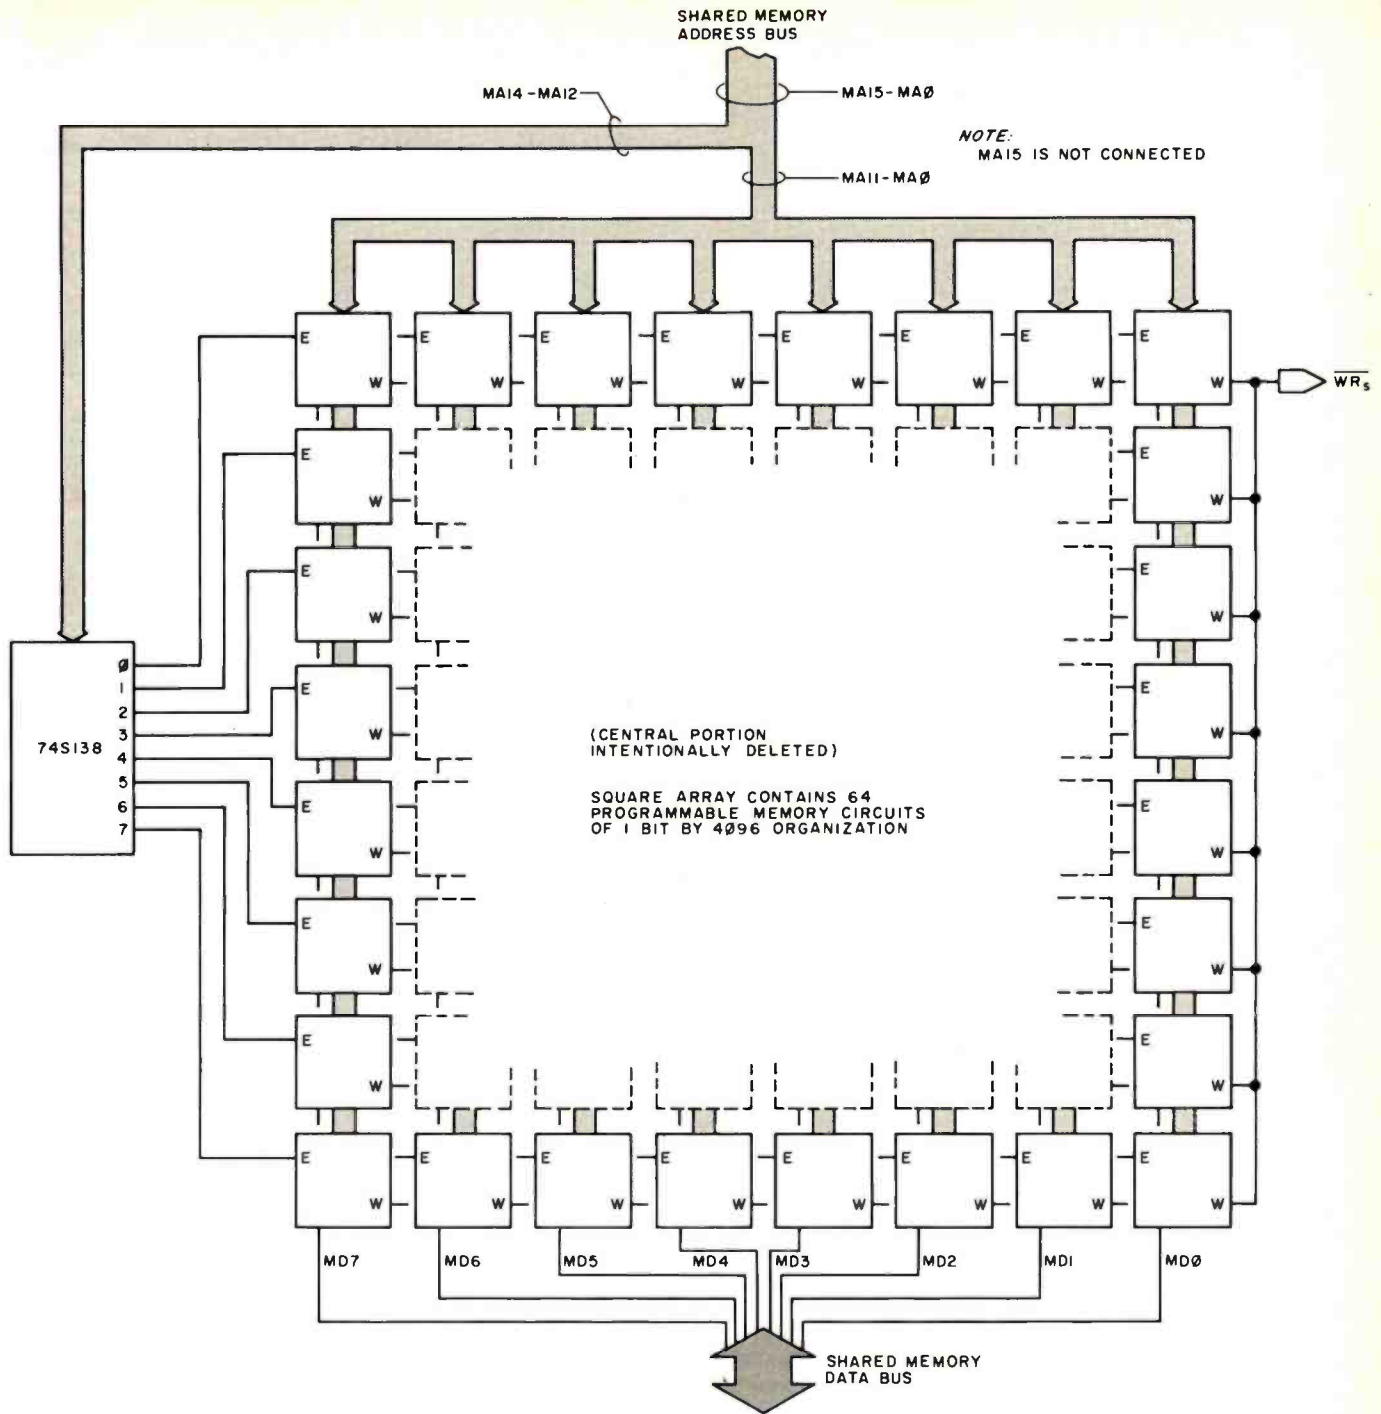 SHARED MEMORY
ADDRESS BUS
MA14-MA12
MA15-MAØ
NOTE:
MA15 IS NOT CONNECTED
MA11-MAØ
E E E E E E E E
W W W W W W W W
WRs
E E
W W
E E
W W
Ø
1
2
3
4
5
6
7
74S138
E E
W W
(CENTRAL PORTION
INTENTIONALLY DELETED)
SQUARE ARRAY CONTAINS 64
PROGRAMMABLE MEMORY CIRCUITS
OF 1 BIT BY 4Ø96 ORGANIZATION
E E
W W
E E
W W
E E
W W
E E E E E E E E
W W W W W W W W
MD7 MD6 MD5 MD4 MD3 MD2 MD1 MDØ
SHARED MEMORY
DATA BUS